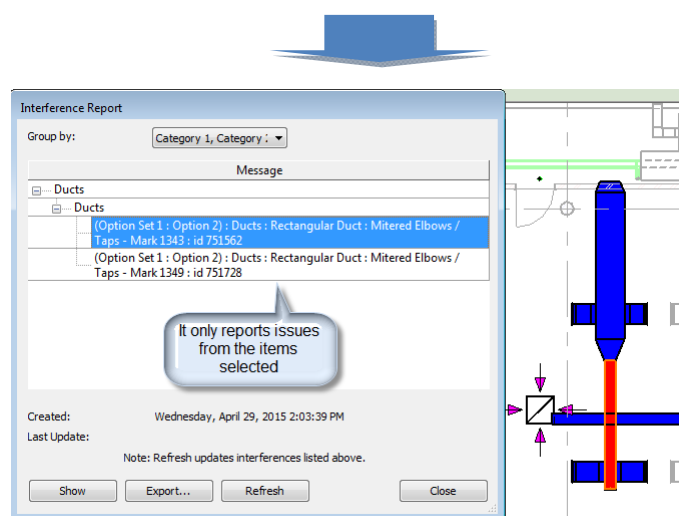 Interference Report
Group by:
Category 1, Category :
Message
Ducts
Ducts
(Option Set 1 : Option 2) : Ducts : Rectangular Duct : Mitered Elbows /
Taps - Mark 1343 : id 751562
(Option Set 1 : Option 2) : Ducts : Rectangular Duct : Mitered Elbows /
Taps - Mark 1349 : id 751728
It only reports issues
from the items
selected
Created: Wednesday, April 29, 2015 2:03:39 PM
Last Update:
Note: Refresh updates interferences listed above.
Show Export... Refresh Close